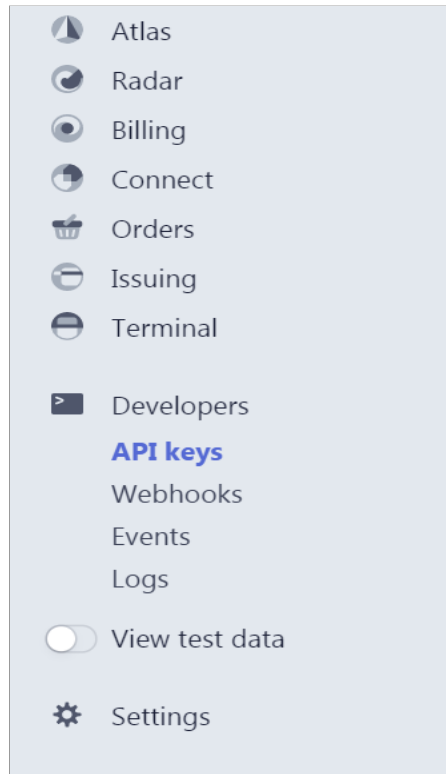 Atlas
Radar
Billing
Connect
Orders
Issuing
Terminal
Developers
API keys
Webhooks
Events
Logs
View test data
Settings